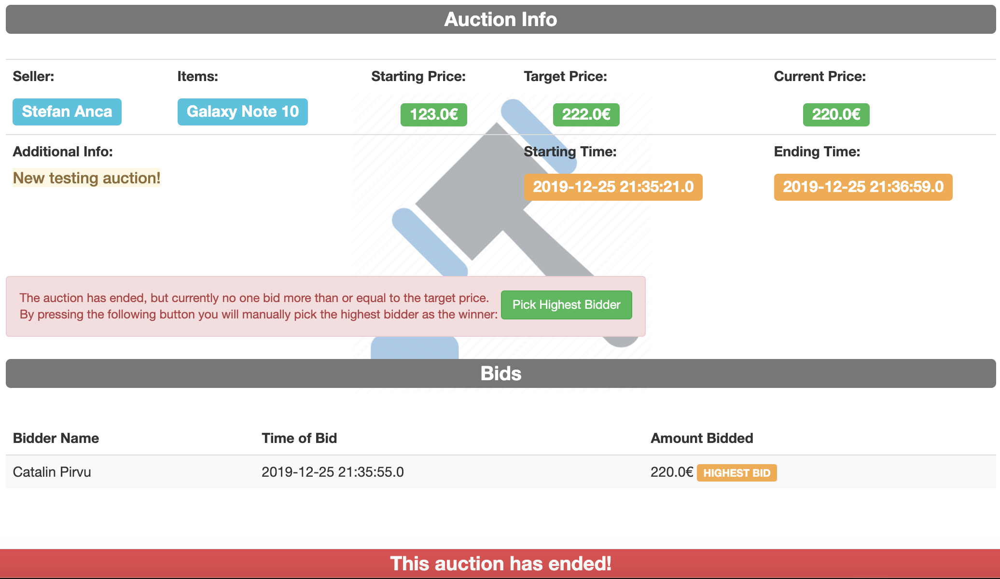 Auction Info
Seller: Items: Starting Price: Target Price: Current Price:
Stefan Anca Galaxy Note 10 123.0€ 222.0€ 220.0€
Additional Info: Starting Time: Ending Time:
New testing auction! 2019-12-25 21:35:21.0 2019-12-25 21:36:59.0
The auction has ended, but currently no one bid more than or equal to the target price.
By pressing the following button you will manually pick the highest bidder as the winner: Pick Highest Bidder
Bids
Bidder Name Time of Bid Amount Bidded
Catalin Pirvu 2019-12-25 21:35:55.0 220.0€ HIGHEST BID
This auction has ended!